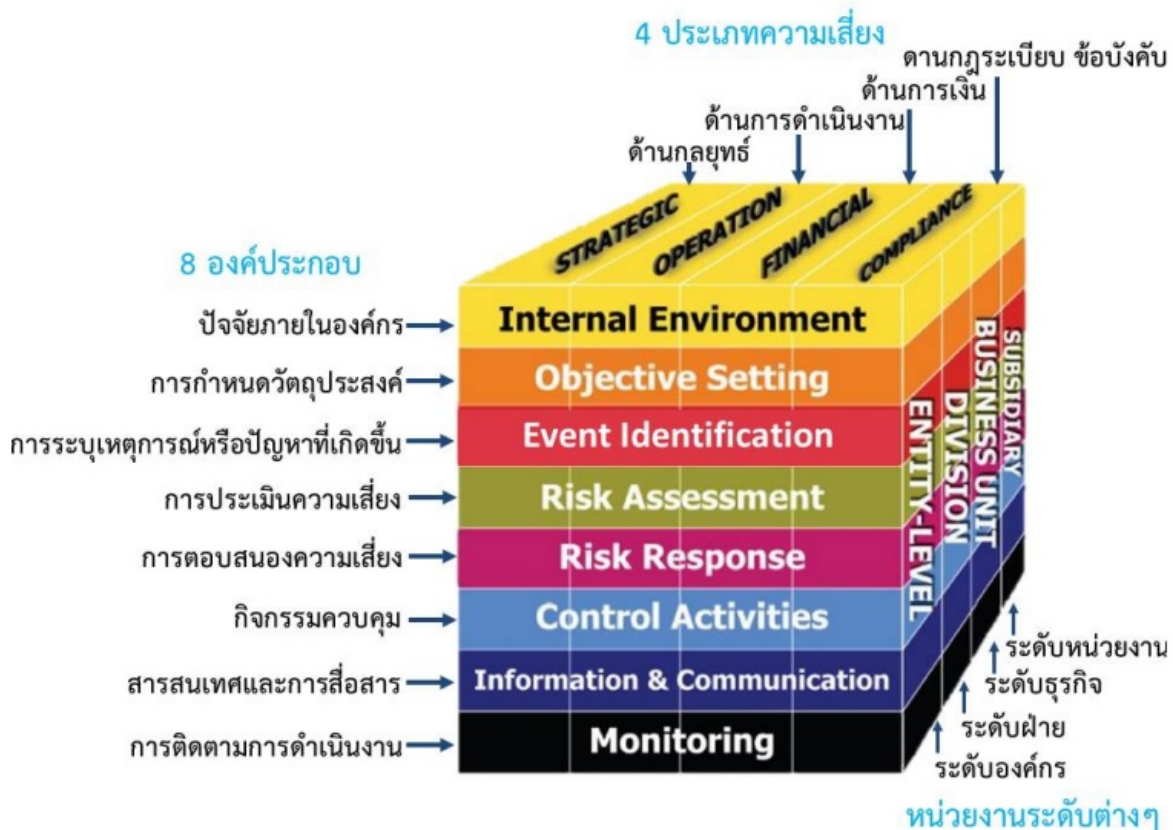 4 ประเภทความเสี่ยง
ดานกฎระเบียบ ข้อบังคับ
ด้านการเงิน
ด้านการดำเนินงาน
ด้านกลยุทธ์
STRATEGIC
OPERATION
FINANCIAL
COMPLIANCE
8 องค์ประกอบ
ปัจจัยภายในองค์กร
Internal Environment
การกำหนดวัตถุประสงค์
Objective Setting
การระบุเหตุการณ์หรือปัญหาที่เกิดขึ้น
Event Identification
การประเมินความเสี่ยง
Risk Assessment
การตอบสนองความเสี่ยง
Risk Response
กิจกรรมควบคุม
Control Activities
สารสนเทศและการสื่อสาร
Information & Communication
การติดตามการดำเนินงาน
Monitoring
ENTITY-LEVEL
DIVISION
BUSINESS UNIT
SUBSIDIARY
ระดับหน่วยงาน
ระดับธุรกิจ
ระดับฝ่าย
ระดับองค์กร
หน่วยงานระดับต่างๆ